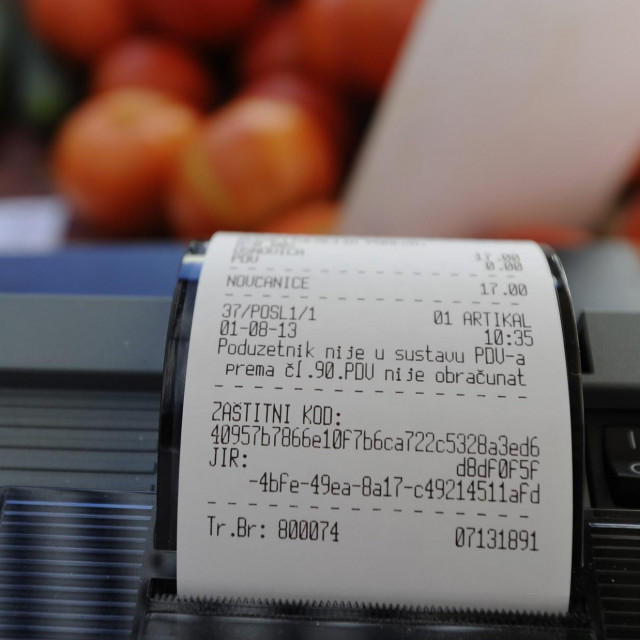 PDV 0.00
NOVCANICE 17.00
37/POSL1/1 01 ARTIKAL
01-08-13 10:35
Poduzetnik nije u sustavu PDV-a
prema čl.90.PDV nije obračunat
ZAŠTITNI KOD:
40957b7866e10f7b6ca722c5328a3ed6
JIR: d8df0f5f
-4bfe-49ea-8a17-c49214511afd
Tr.Br: 800074 07131891